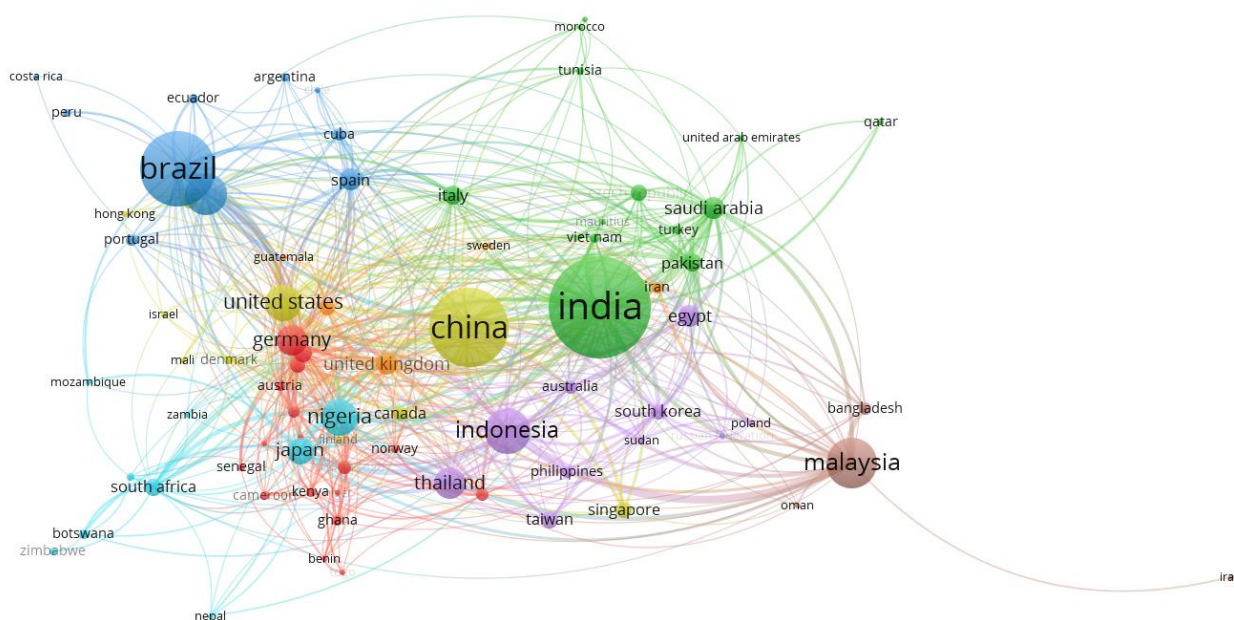 morocco
tunisia
costa rica
argentina
peru
ecuador
qatar
cuba
united arab emirates
brazil
spain
italy
saudi arabia
hong kong
mauritius
portugal
viet nam
turkey
sweden
guatemala
pakistan
iran
united states
china
india
israel
egypt
germany
mali
denmark
united kingdom
mozambique
austria
australia
zambia
nigeria
canada
south korea
bangladesh
poland
indonesia
finland
sudan
japan
norway
senegal
malaysia
south africa
thailand
philippines
cameroon
kenya
oman
singapore
ghana
taiwan
botswana
zimbabwe
benin
ira
nepal